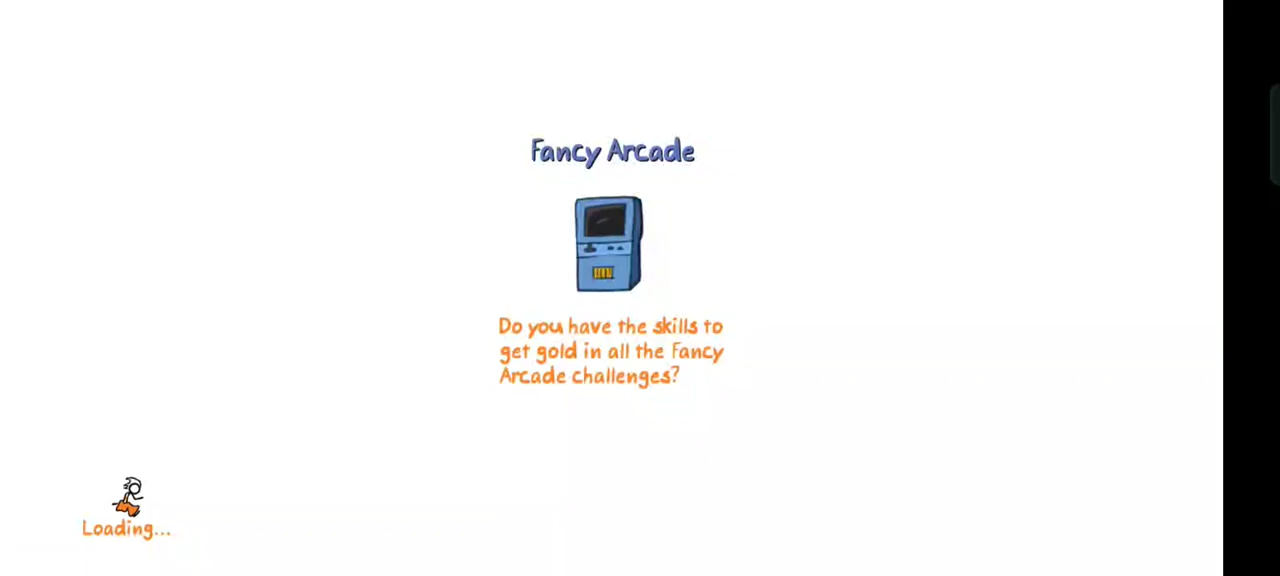 Fancy Arcade
Do you have the skills to
get gold in all the Fancy
Arcade challenges?
Loading...